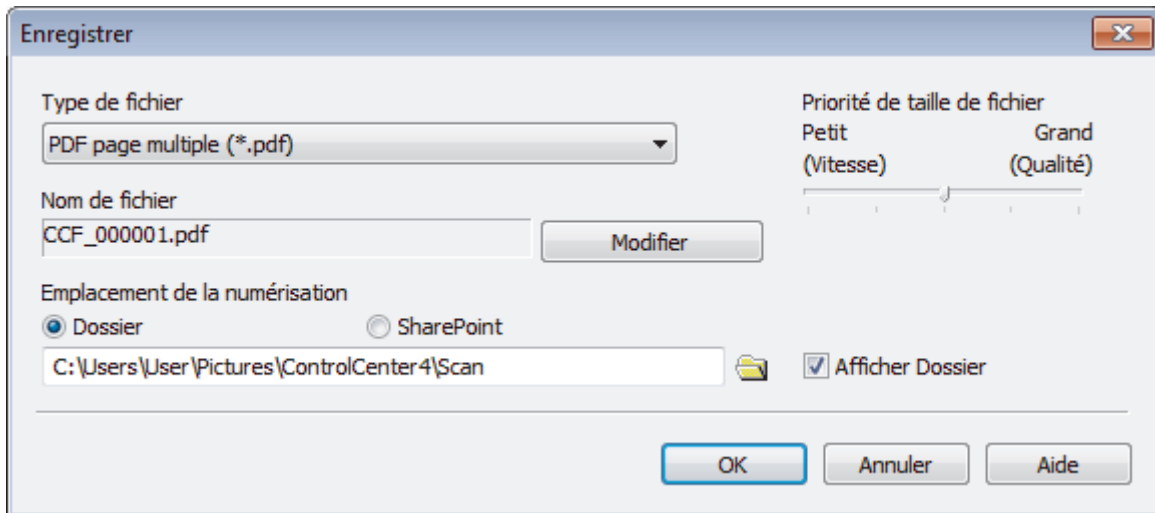 Enregistrer
Type de fichier
PDF page multiple (*.pdf)
Priorité de taille de fichier
Petit Grand
(Vitesse) (Qualité)
Nom de fichier
CCF_000001.pdf
Modifier
Emplacement de la numérisation
Dossier SharePoint
C:\Users\User\Pictures\ControlCenter4\Scan
Afficher Dossier
OK Annuler Aide